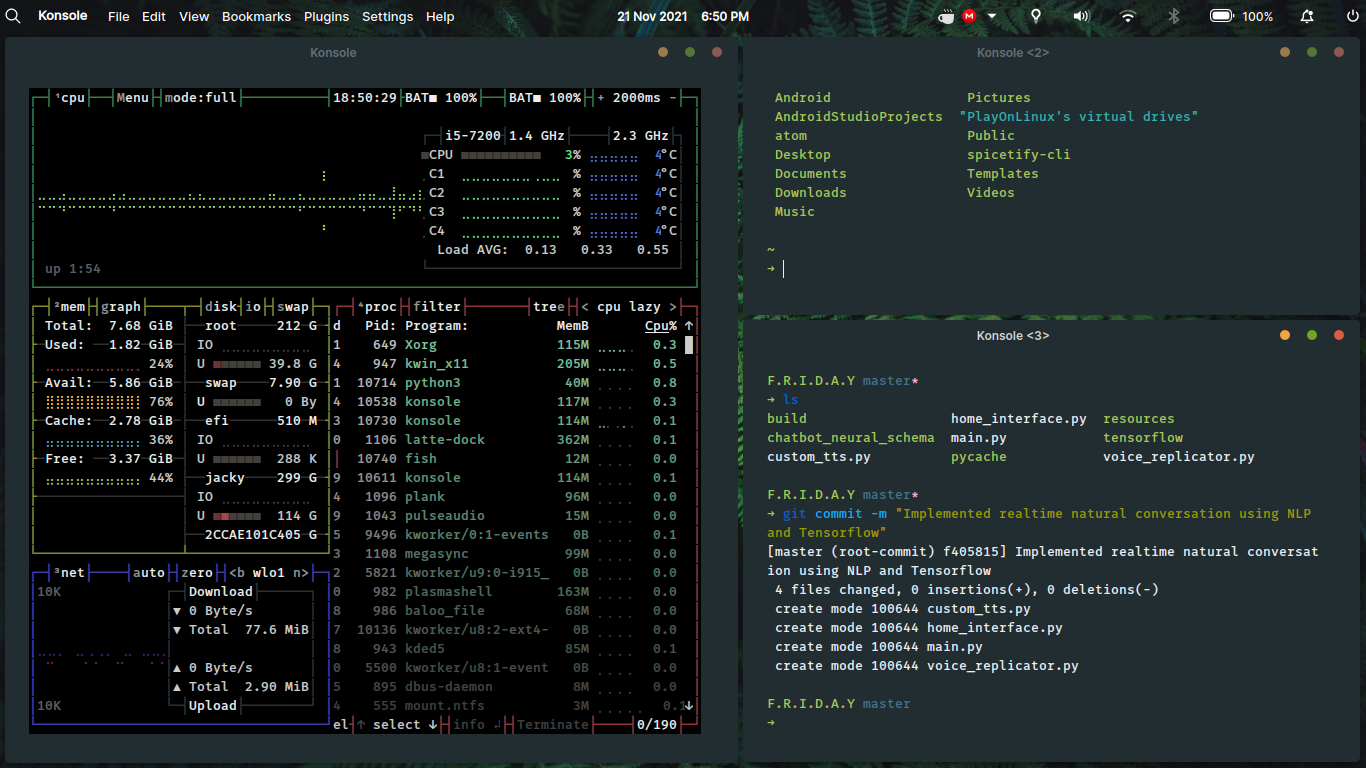 Konsole File Edit View Bookmarks Plugins Settings Help 21 Nov 2021 6:50 PM M 100%
Konsole
¹cpu Menu mode:full 18:50:29 BAT■ 100% BAT■ 100% + 2000ms -
i5-7200 1.4 GHz 2.3 GHz
CPU 3% 4°C
C1 % 4°C
C2 % 4°C
C3 % 4°C
C4 % 4°C
Load AVG: 0.13 0.33 0.55
up 1:54
²mem graph disk io swap
Total: 7.68 GiB
Used: 1.82 GiB
24%
Avail: 5.86 GiB
76%
Cache: 2.78 GiB
36%
Free: 3.37 GiB
44%
root 212 G
IO
U 39.8 G
swap 7.90 G
U 0 By
efi 510 M
IO
U 288 K
jacky 299 G
IO
U 114 G
2CCAE101C405 G
³net auto zero <b wlo1 n>
10K
Download
▼ 0 Byte/s
▼ Total 77.6 MiB
▲ 0 Byte/s
▲ Total 2.90 MiB
10K
Upload
⁴proc filter tree < cpu lazy >
d Pid: Program: MemB Cpu% ↑
1 649 Xorg 115M 0.3
4 947 kwin_x11 205M 0.5
1 10714 python3 40M 0.8
4 10538 konsole 117M 0.3
3 10730 konsole 114M 0.1
0 1106 latte-dock 362M 0.1
| 10740 fish 12M 0.0
9 10611 konsole 114M 0.1
4 1096 plank 96M 0.0
9 1043 pulseaudio 15M 0.0
5 9496 kworker/0:1-events 0B 0.1
3 1108 megasync 99M 0.0
2 5821 kworker/u9:0-i915_ 0B 0.0
0 982 plasmashell 163M 0.0
8 986 baloo_file 68M 0.0
7 10136 kworker/u8:2-ext4- 0B 0.0
8 943 kded5 85M 0.1
0 5500 kworker/u8:1-event 0B 0.0
5 895 dbus-daemon 8M 0.0
4 555 mount.ntfs 3M 0.1↓
el ↑ select ↓ info ↲ Terminate 0/190
Konsole <2>
Android Pictures
AndroidStudioProjects "PlayOnLinux's virtual drives"
atom Public
Desktop spicetify-cli
Documents Templates
Downloads Videos
Music
~
➜
Konsole <3>
F.R.I.D.A.Y master*
➜ ls
build home_interface.py resources
chatbot_neural_schema main.py tensorflow
custom_tts.py pycache voice_replicator.py
F.R.I.D.A.Y master*
➜ git commit -m "Implemented realtime natural conversation using NLP
and Tensorflow"
[master (root-commit) f405815] Implemented realtime natural conversat
ion using NLP and Tensorflow
4 files changed, 0 insertions(+), 0 deletions(-)
create mode 100644 custom_tts.py
create mode 100644 home_interface.py
create mode 100644 main.py
create mode 100644 voice_replicator.py
F.R.I.D.A.Y master
➜